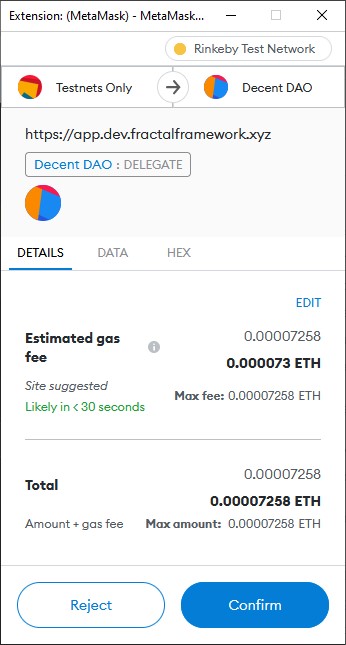 Extension: (MetaMask) - MetaMask...
Rinkeby Test Network
Testnets Only
Decent DAO
https://app.dev.fractalframework.xyz
Decent DAO : DELEGATE
DETAILS
DATA
HEX
EDIT
Estimated gas fee
0.00007258
0.000073 ETH
Site suggested
Likely in < 30 seconds
Max fee: 0.00007258 ETH
0.00007258
Total
0.00007258 ETH
Amount + gas fee
Max amount: 0.00007258 ETH
Reject
Confirm